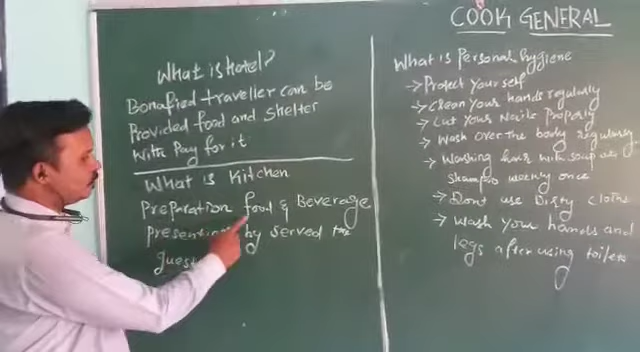 COOK GENERAL
What is Hotel?
Bonafied traveller can be
Provided food and shelter
With Pay for it
What is Kitchen
Preparation food & Beverage
Presention by served the
guest
What is Personal hygiene
→ Protect Yourself
→ Clean Your hands regularly
→ Cut Your Nails Properly
→ Wash over the body regularly
→ Washing hair with soup or
shampoo weekly once
→ Dont use Dirty cloths
→ Wash your hands and
legs after using toilets